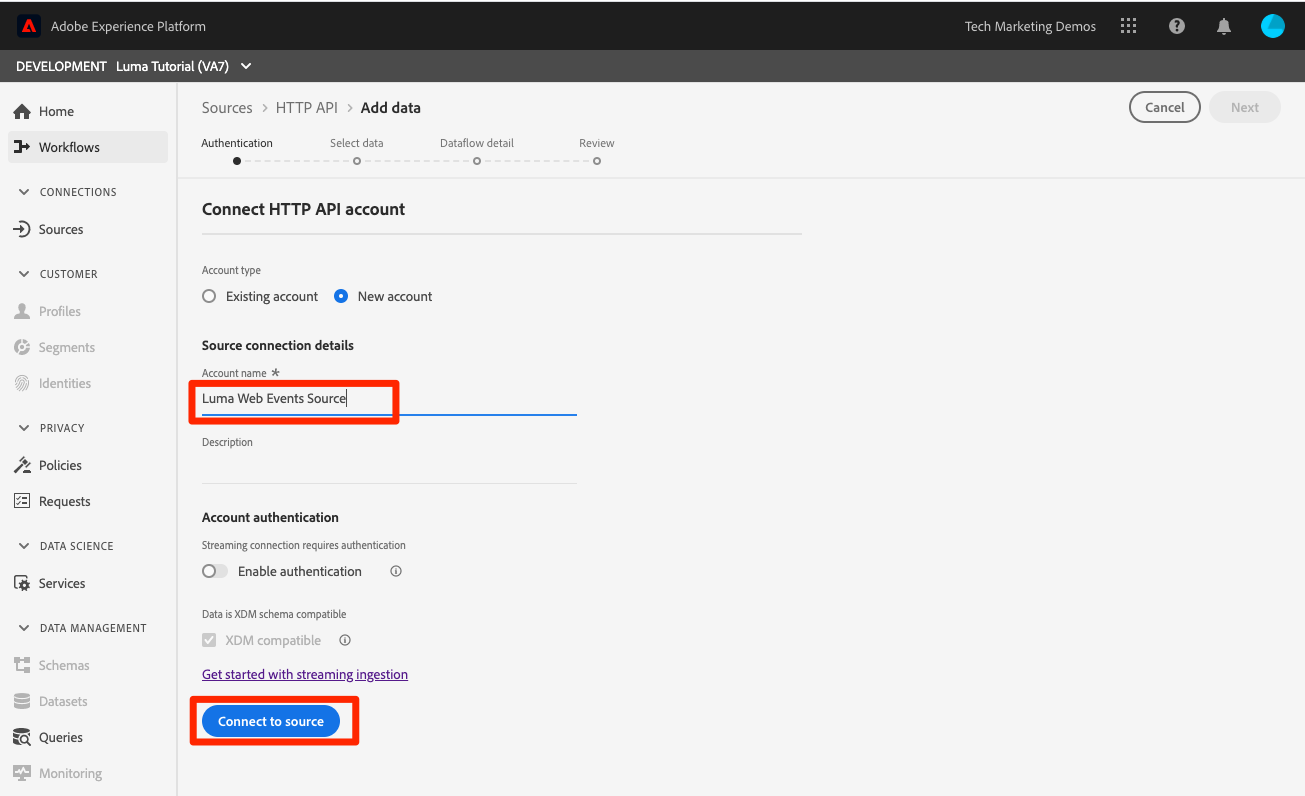 Adobe Experience Platform
Tech Marketing Demos
DEVELOPMENT Luma Tutorial (VA7)
Home
Workflows
CONNECTIONS
Sources
CUSTOMER
Profiles
Segments
Identities
PRIVACY
Policies
Requests
DATA SCIENCE
Services
DATA MANAGEMENT
Schemas
Datasets
Queries
Monitoring
Sources > HTTP API > Add data
Cancel
Next
Authentication
Select data
Dataflow detail
Review
Connect HTTP API account
Account type
Existing account
New account
Source connection details
Account name *
Luma Web Events Source
Description
Account authentication
Streaming connection requires authentication
Enable authentication
Data is XDM schema compatible
XDM compatible
Get started with streaming ingestion
Connect to source